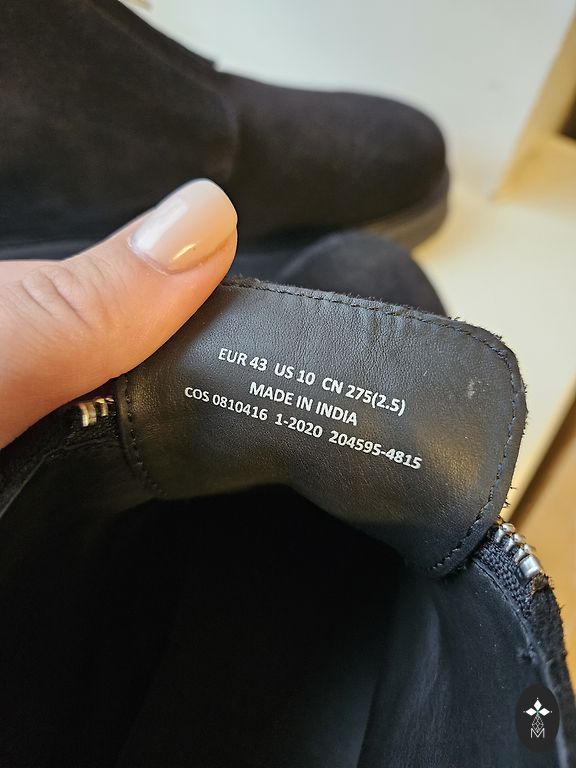 EUR 43 US 10 CN 275(2.5)
MADE IN INDIA
COS 0810416 1-2020 204595-4815
M